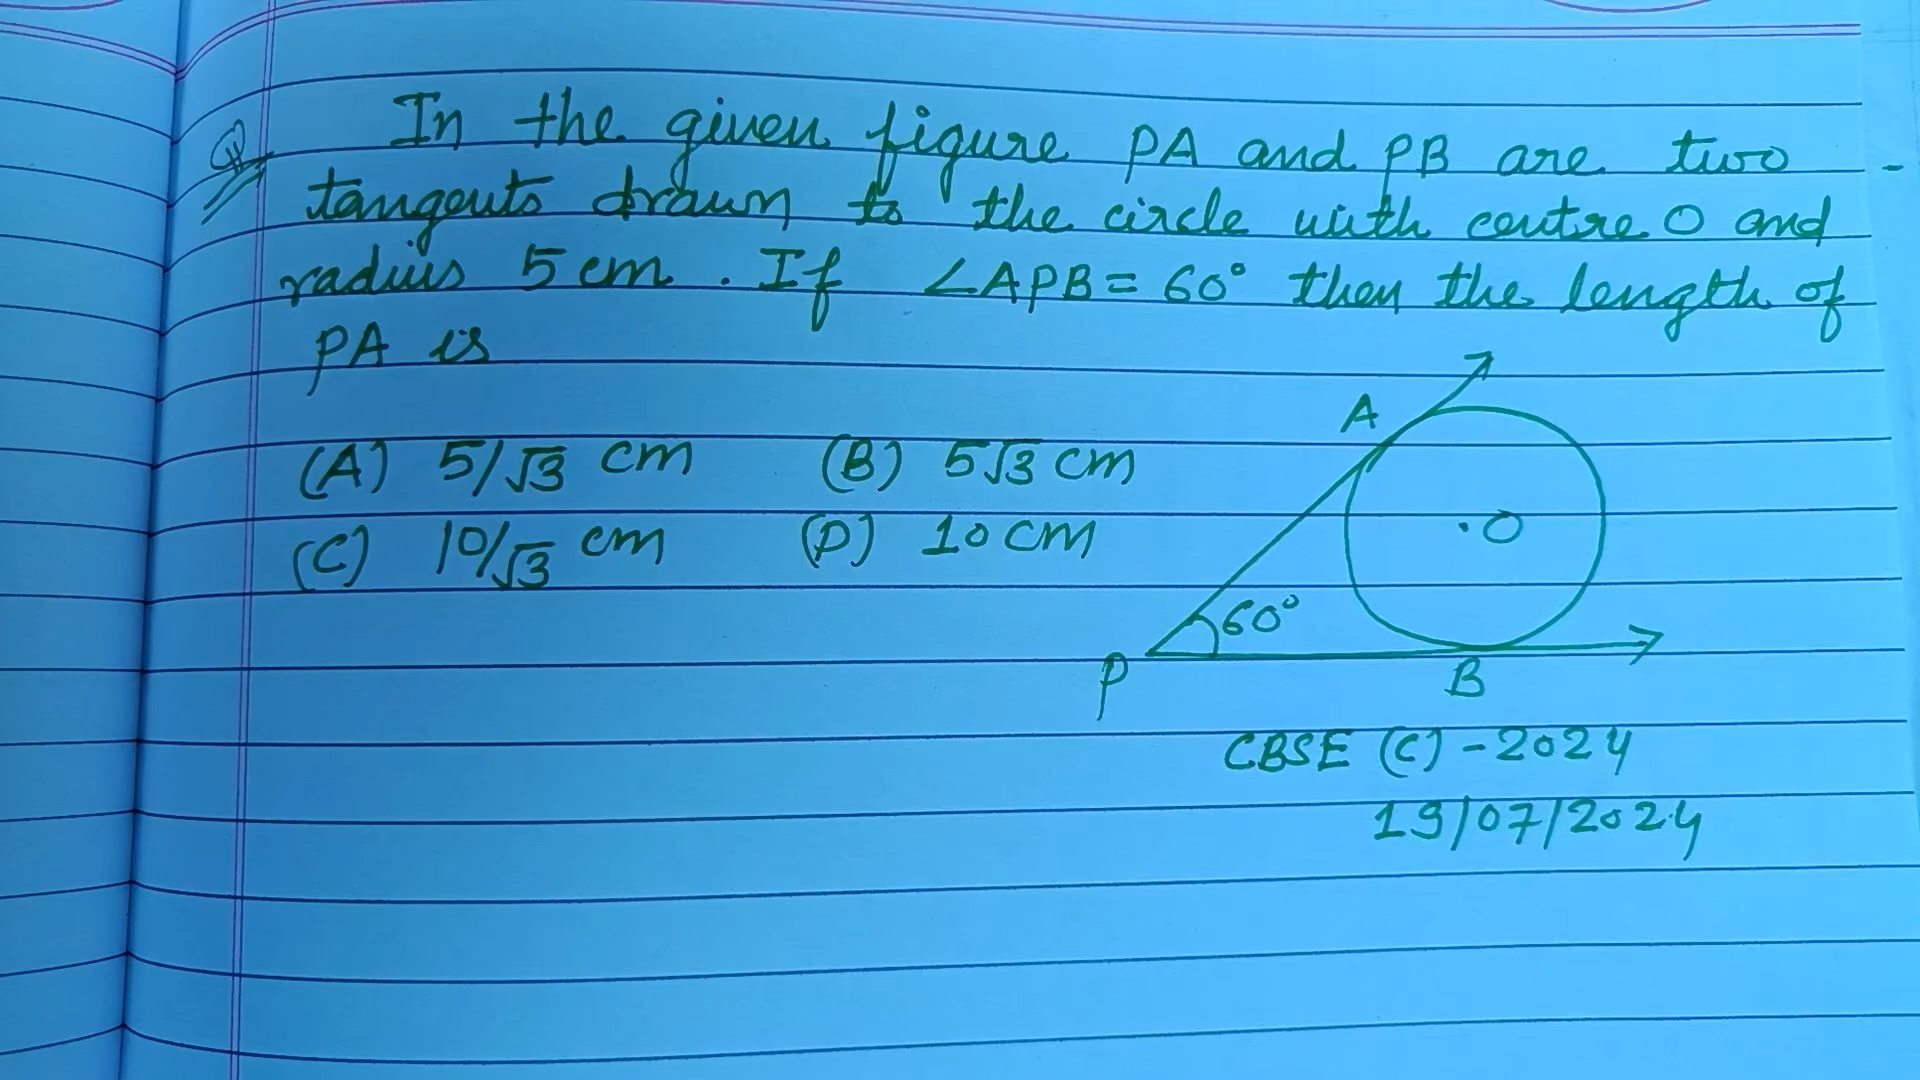 Q In the given figure PA and PB are two
tangents drawn to the circle with centre O and
radius 5 cm. If ∠APB = 60° then the length of
PA is
(A) 5/√3 cm (B) 5√3 cm
(C) 10/√3 cm (D) 10 cm
A
.O
60°
P
B
CBSE (C) - 2024
19/07/2024